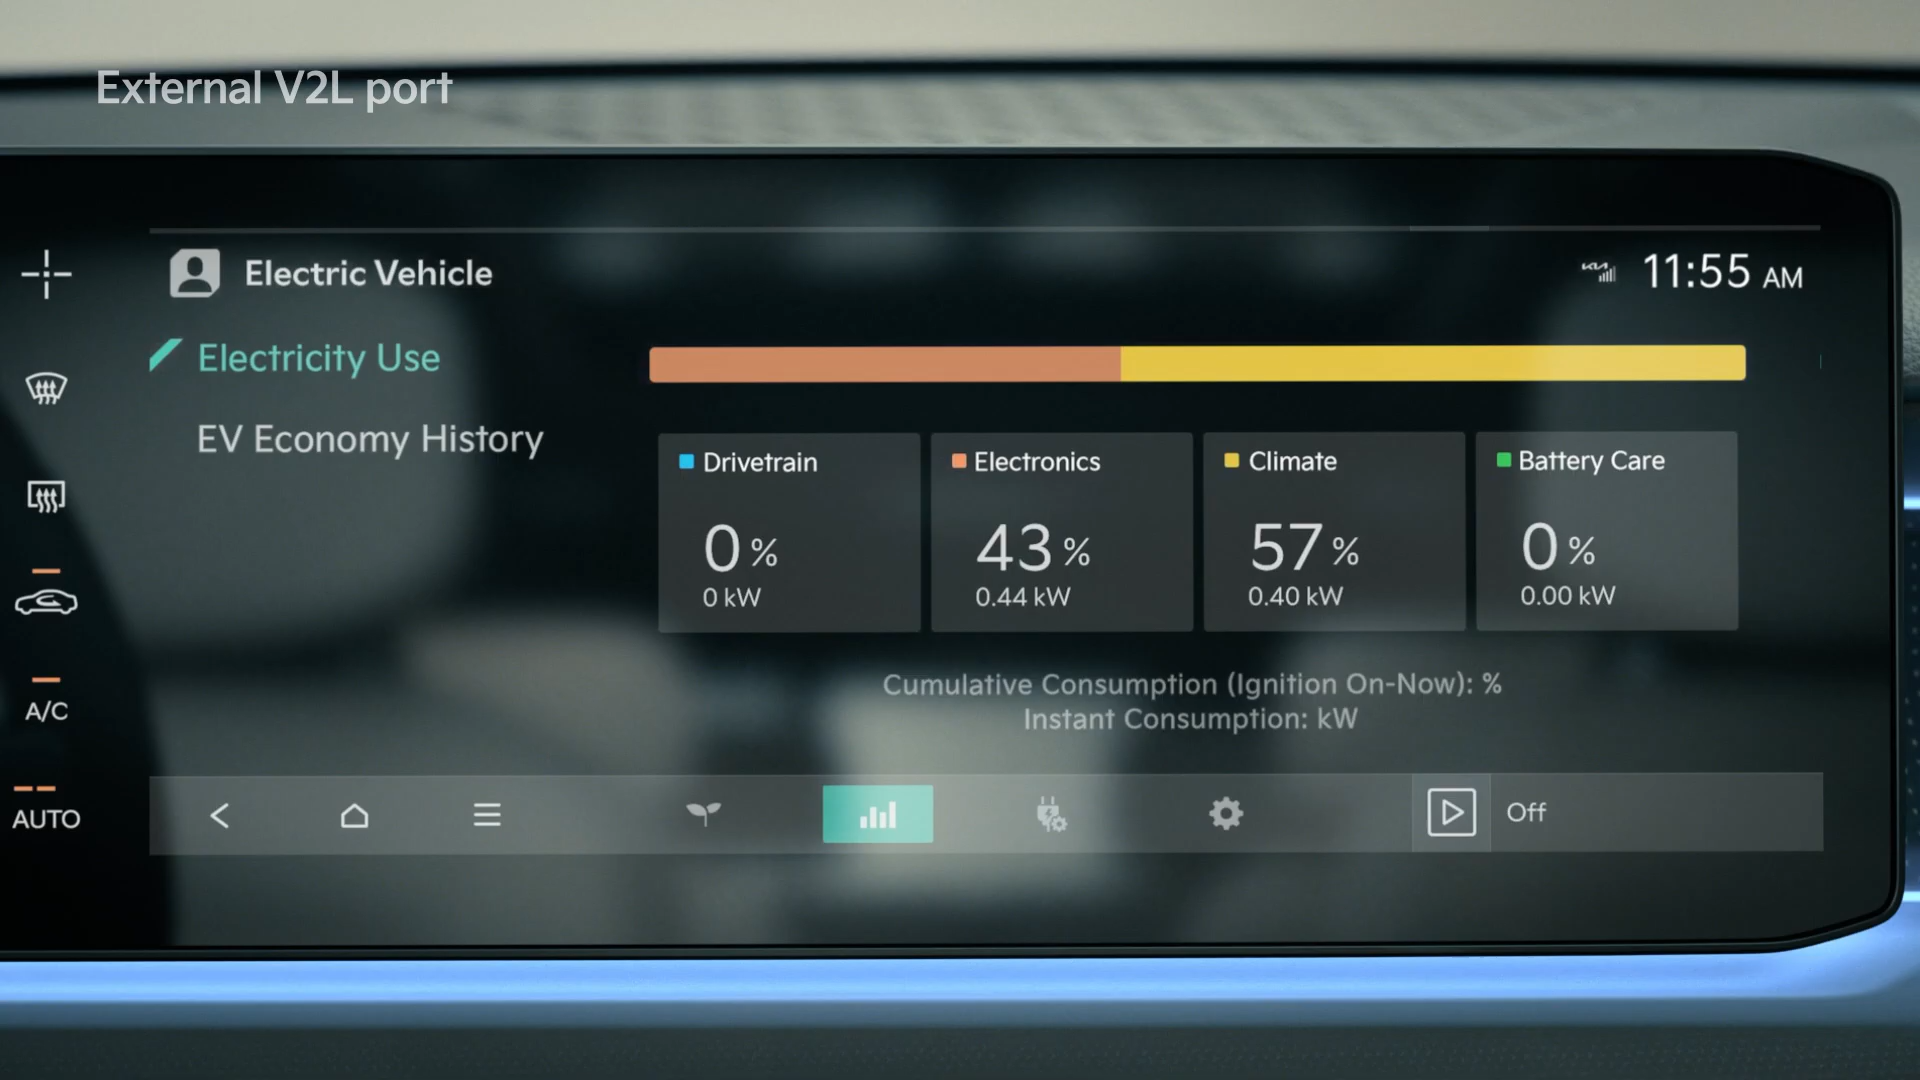 External V2L port
Electric Vehicle
KIA
11:55 AM
Electricity Use
EV Economy History
Drivetrain
0 %
0 kW
Electronics
43 %
0.44 kW
Climate
57 %
0.40 kW
Battery Care
0 %
0.00 kW
Cumulative Consumption (Ignition On-Now): %
Instant Consumption: kW
A/C
AUTO
Off